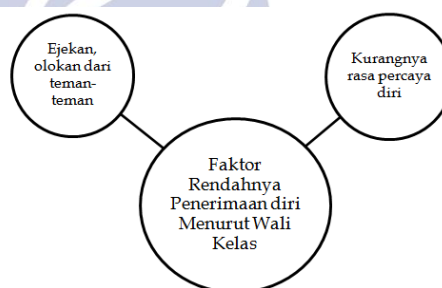 Ejekan,
olokan dari
teman-
teman
Kurangnya
rasa percaya
diri
Faktor
Rendahnya
Penerimaan diri
Menurut Wali
Kelas